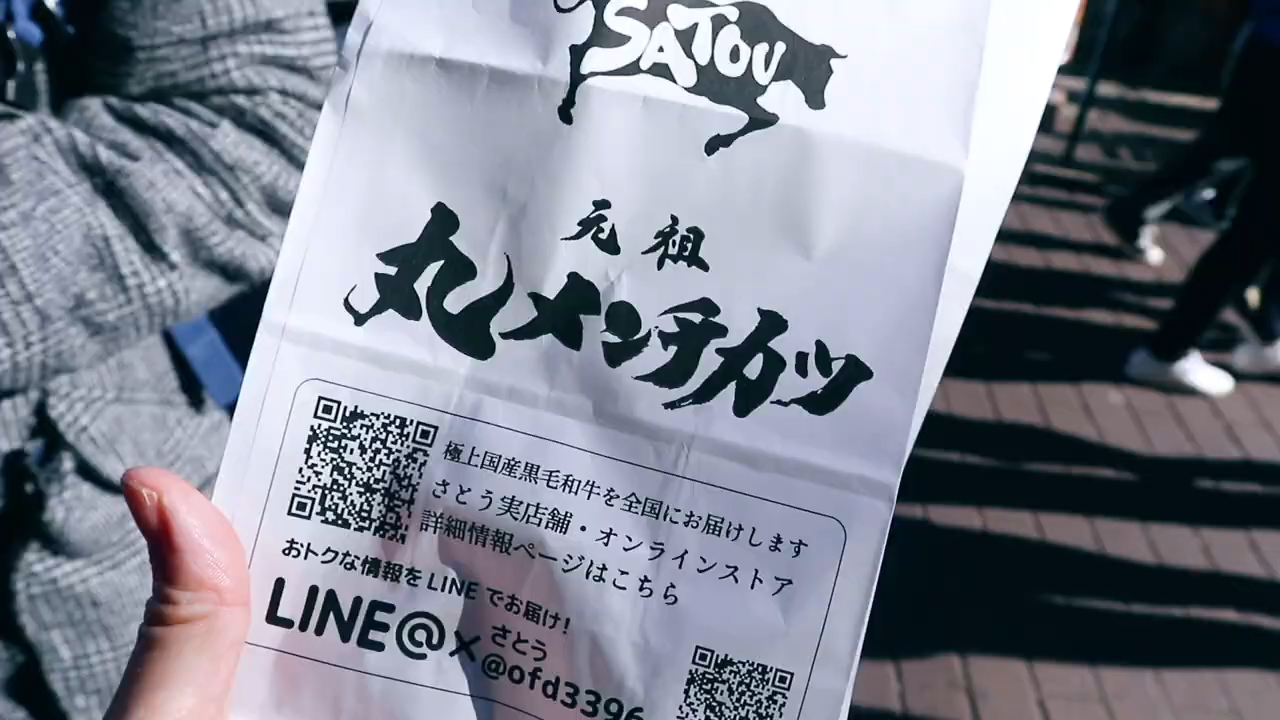 SATOU
元祖
丸メンチカツ
極上国産黒毛和牛を全国にお届けします
さとう実店舗・オンラインストア
詳細情報ページはこちら
おトクな情報をLINEでお届け!
LINE@×さとう
@ofd3396